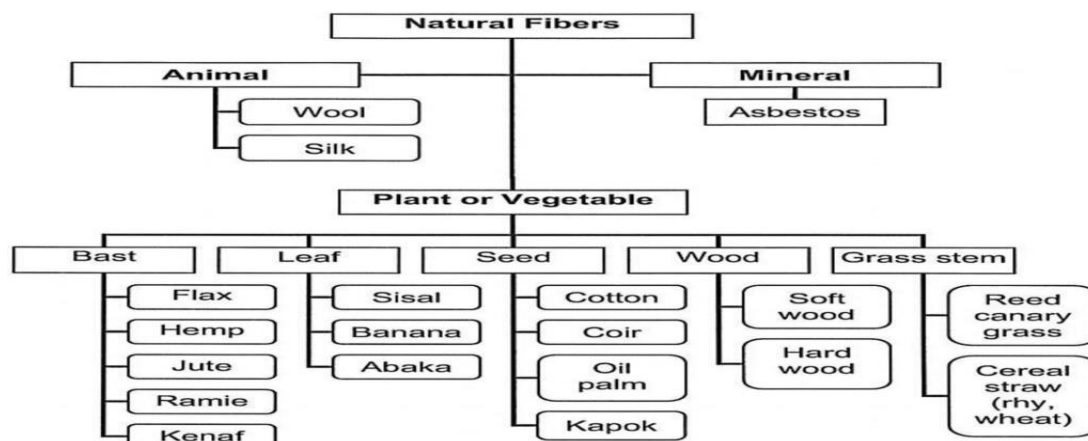 Natural Fibers
Animal
Mineral
Wool
Asbestos
Silk
Plant or Vegetable
Bast
Leaf
Seed
Wood
Grass stem
Flax
Hemp
Jute
Ramie
Kenaf
Sisal
Banana
Abaka
Cotton
Coir
Oil
palm
Kapok
Soft
wood
Hard
wood
Reed
canary
grass
Cereal
straw
(rhy,
wheat)